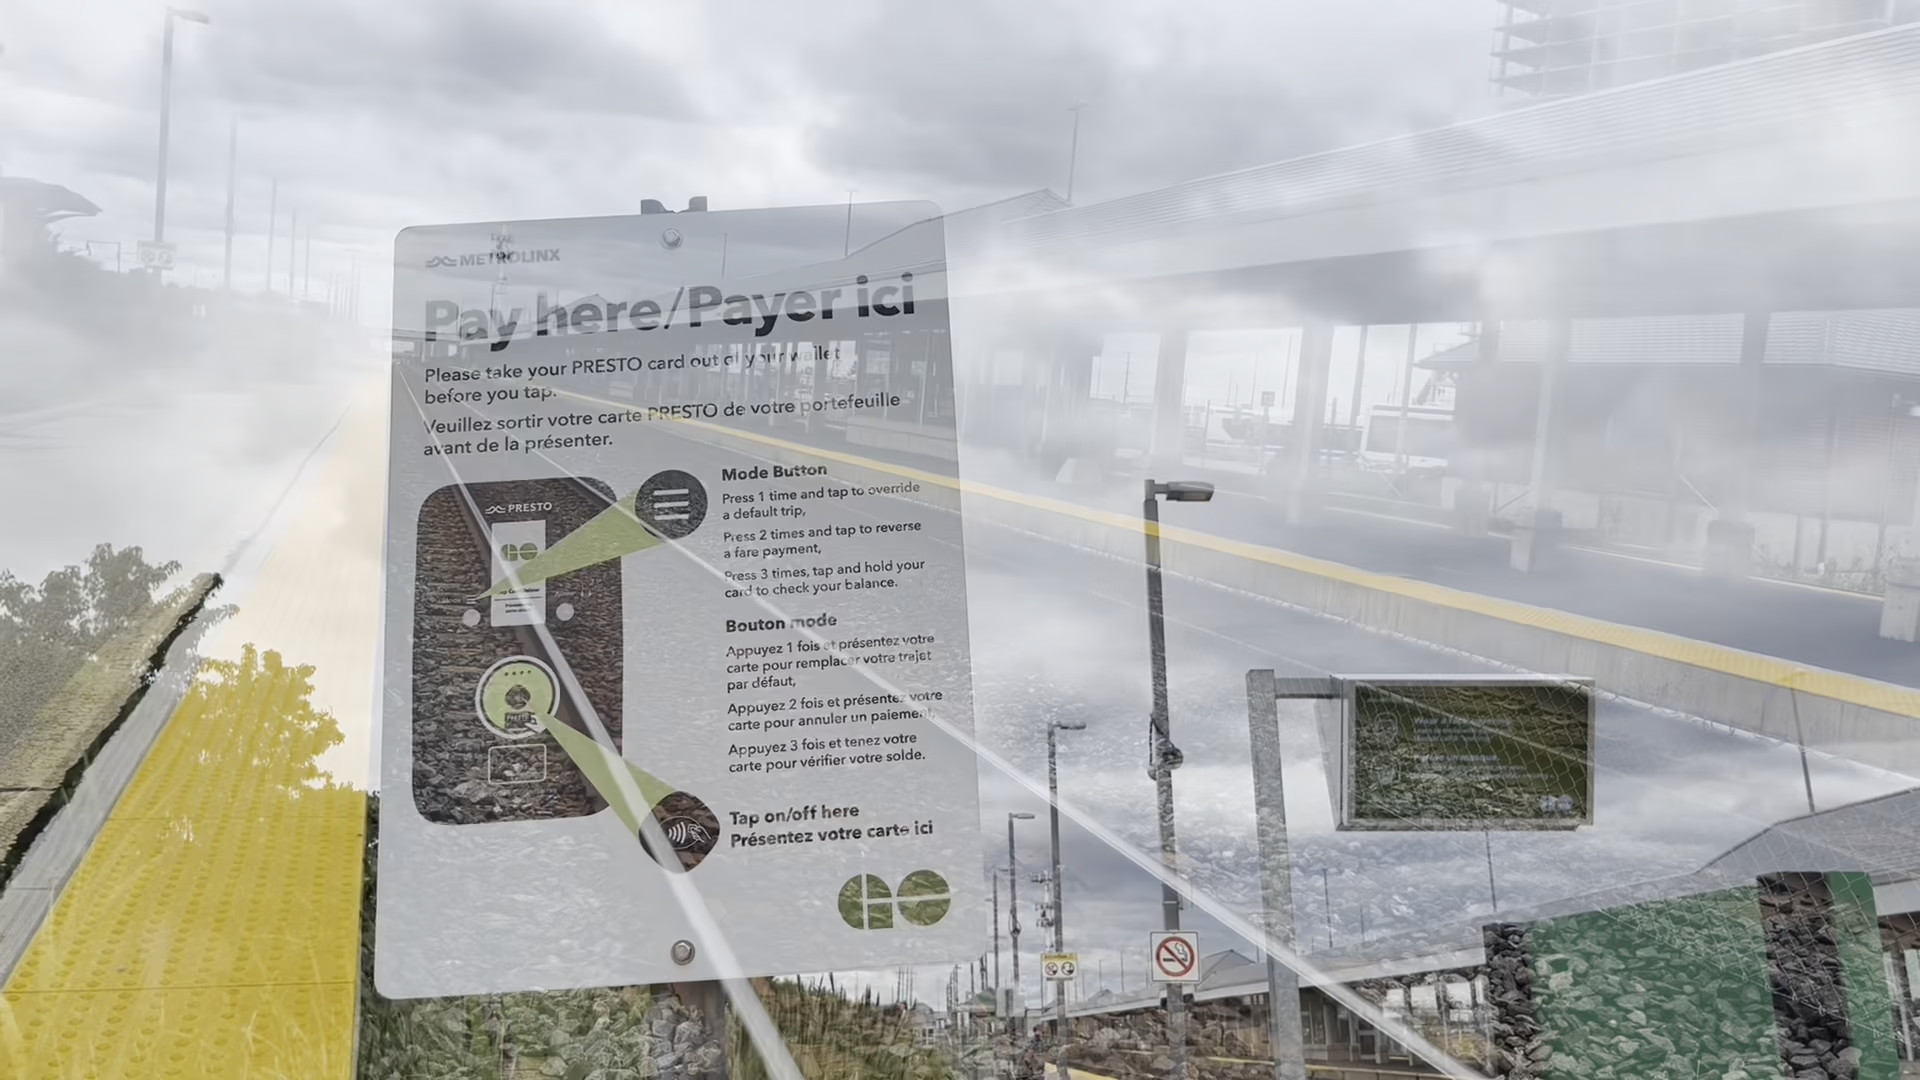 METROLINX
Pay here/Payer ici
Please take your PRESTO card out of your wallet
before you tap.
Veuillez sortir votre carte PRESTO de votre portefeuille
avant de la présenter.
PRESTO
Mode Button
Press 1 time and tap to override
a default trip,
Press 2 times and tap to reverse
a fare payment,
Press 3 times, tap and hold your
card to check your balance.
Bouton mode
Appuyez 1 fois et présentez votre
carte pour remplacer votre trajet
par défaut,
Appuyez 2 fois et présentez votre
carte pour annuler un paiement,
Appuyez 3 fois et tenez votre
carte pour vérifier votre solde.
Tap on/off here
Présentez votre carte ici
GO
Wear a face covering